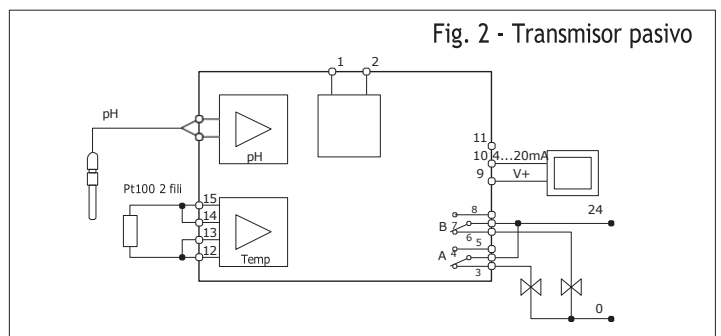 Fig. 2 - Transmisor pasivo
1 2
pH
pH
11
10 4...20mA
9 V+
Pt100 2 fili
15
14
13
12
Temp
8
B 7
6
5
A 4
3
24
0